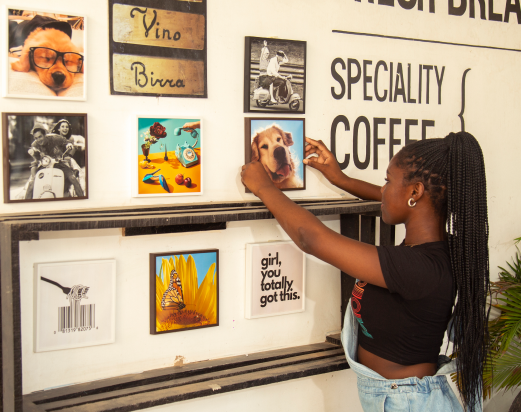 Vino
Birra
SPECIALITY
COFFEE
girl,
you
totally
got this.